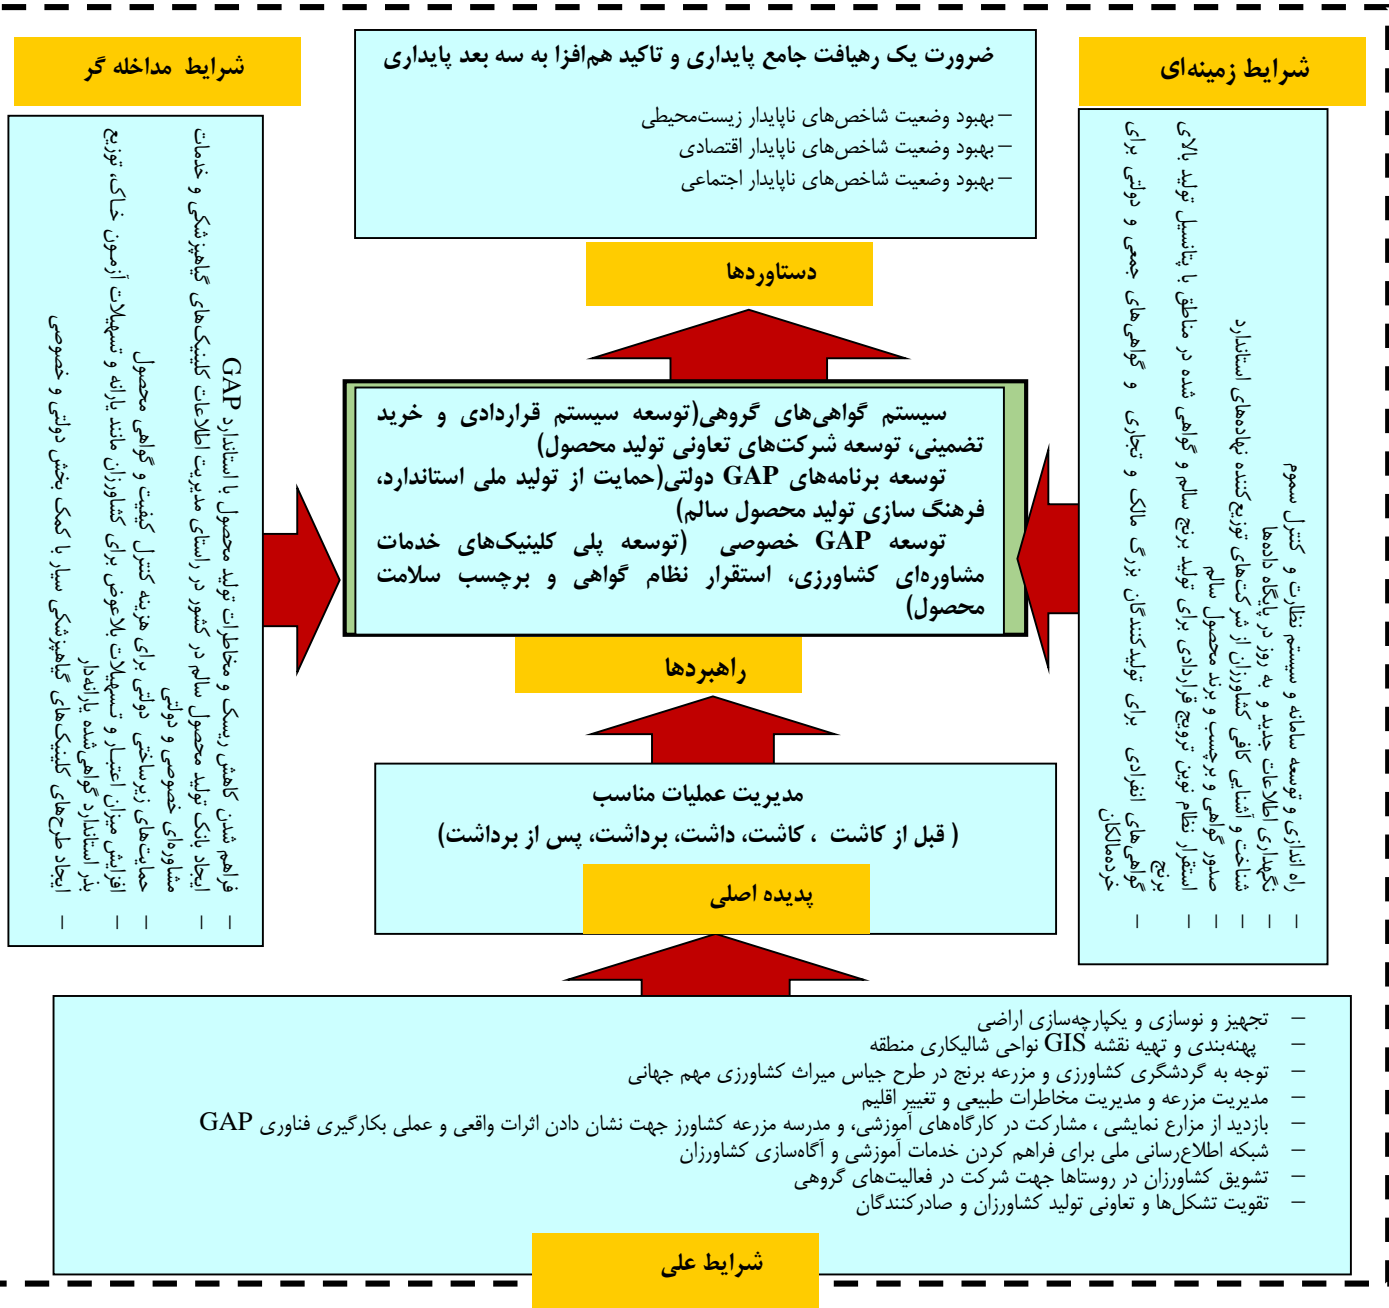 شرایط زمینه‌ای
راه اندازی و توسعه سامانه و سیستم نظارت و کنترل سموم
نگهداری اطلاعات جدید و به روز در پایگاه داده‌ها
شناخت و آشنایی کافی کشاورزان از شرکت‌های توزیع‌کننده نهاده‌های استاندارد
صدور گواهی و برچسب و برند محصول سالم
استقرار نظام نوین ترویج قراردادی برای تولید برنج سالم و گواهی شده در مناطق با پتانسیل تولید بالای
برنج
گواهی‌های انفرادی برای تولیدکنندگان بزرگ مالک و تجاری و گواهی‌های جمعی و دولتی برای
خرده‌مالکان
ضرورت یک رهیافت جامع پایداری و تاکید هم‌افزا به سه بعد پایداری
– بهبود وضعیت شاخص‌های ناپایدار زیست‌محیطی
– بهبود وضعیت شاخص‌های ناپایدار اقتصادی
– بهبود وضعیت شاخص‌های ناپایدار اجتماعی
دستاوردها
سیستم گواهی‌های گروهی(توسعه سیستم قراردادی و خرید
تضمینی، توسعه شرکت‌های تعاونی تولید محصول)
توسعه برنامه‌های GAP دولتی(حمایت از تولید ملی استاندارد،
فرهنگ سازی تولید محصول سالم)
توسعه GAP خصوصی (توسعه پلی کلینیک‌های خدمات
مشاوره‌ای کشاورزی، استقرار نظام گواهی و برچسب سلامت
محصول)
راهبردها
مدیریت عملیات مناسب
( قبل از کاشت ، کاشت، داشت، برداشت، پس از برداشت)
پدیده اصلی
شرایط مداخله گر
– فراهم شدن کاهش ریسک و مخاطرات تولید محصول با استاندارد GAP
– ایجاد بانک تولید محصول سالم در کشور در راستای مدیریت اطلاعات کلینیک‌های گیاهپزشکی و خدمات
مشاوره‌ای خصوصی و دولتی
– حمایت‌های زیرساختی دولتی برای هزینه کنترل کیفیت و گواهی محصول
– افزایش میزان اعتبار و تسهیلات بلاعوض برای کشاورزان مانند یارانه و تسهیلات آزمون خاک، توزیع
بذر استاندارد گواهی‌شده یارانه‌دار
– ایجاد طرح‌های کلینیک‌های گیاهپزشکی سیار با کمک بخش دولتی و خصوصی
– تجهیز و نوسازی و یکپارچه‌سازی اراضی
– پهنه‌بندی و تهیه نقشه GIS نواحی شالیکاری منطقه
– توجه به گردشگری کشاورزی و مزرعه برنج در طرح جیاس میراث کشاورزی مهم جهانی
– مدیریت مزرعه و مدیریت مخاطرات طبیعی و تغییر اقلیم
– بازدید از مزارع نمایشی ، مشارکت در کارگاه‌های آموزشی، و مدرسه مزرعه کشاورز جهت نشان دادن اثرات واقعی و عملی بکارگیری فناوری GAP
– شبکه اطلاع‌رسانی ملی برای فراهم کردن خدمات آموزشی و آگاه‌سازی کشاورزان
– تشویق کشاورزان در روستاها جهت شرکت در فعالیت‌های گروهی
– تقویت تشکل‌ها و تعاونی تولید کشاورزان و صادرکنندگان
شرایط علی